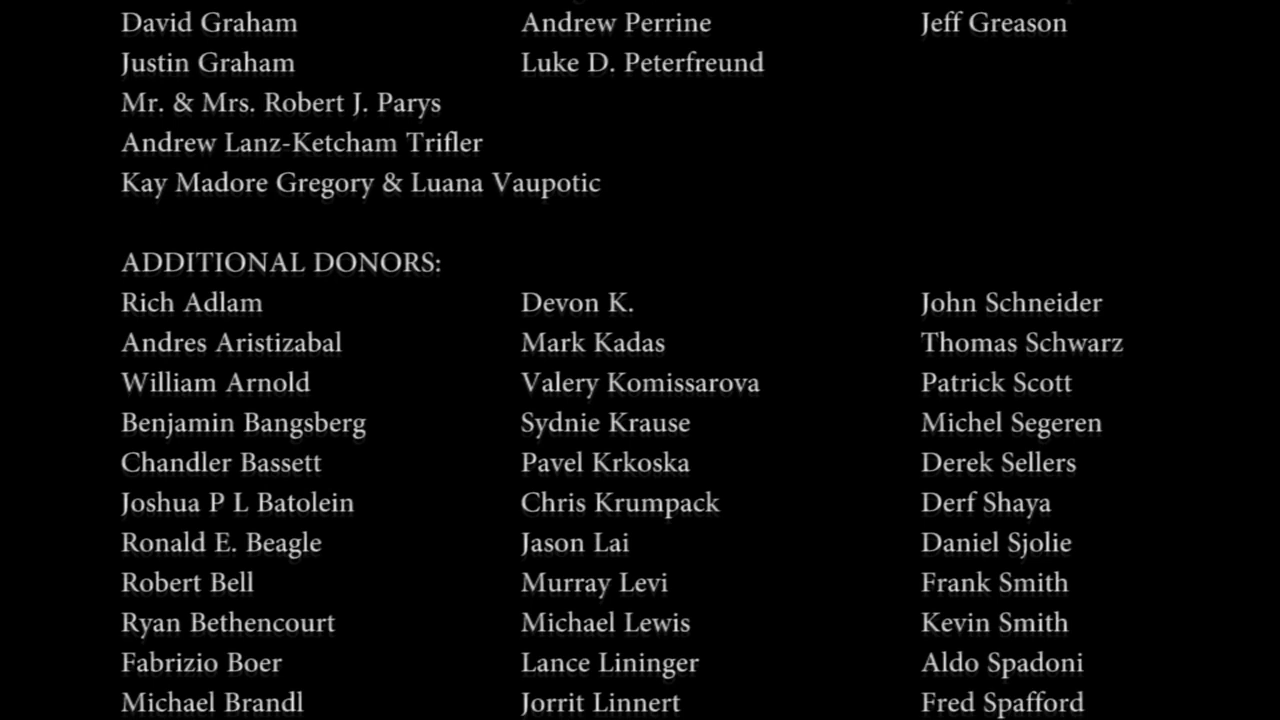 David Graham Andrew Perrine Jeff Greason
Justin Graham Luke D. Peterfreund
Mr. & Mrs. Robert J. Parys
Andrew Lanz-Ketcham Trifler
Kay Madore Gregory & Luana Vaupotic
ADDITIONAL DONORS:
Rich Adlam Devon K. John Schneider
Andres Aristizabal Mark Kadas Thomas Schwarz
William Arnold Valery Komissarova Patrick Scott
Benjamin Bangsberg Sydnie Krause Michel Segeren
Chandler Bassett Pavel Krkoska Derek Sellers
Joshua P L Batolein Chris Krumpack Derf Shaya
Ronald E. Beagle Jason Lai Daniel Sjolie
Robert Bell Murray Levi Frank Smith
Ryan Bethencourt Michael Lewis Kevin Smith
Fabrizio Boer Lance Lininger Aldo Spadoni
Michael Brandl Jorrit Linnert Fred Spafford